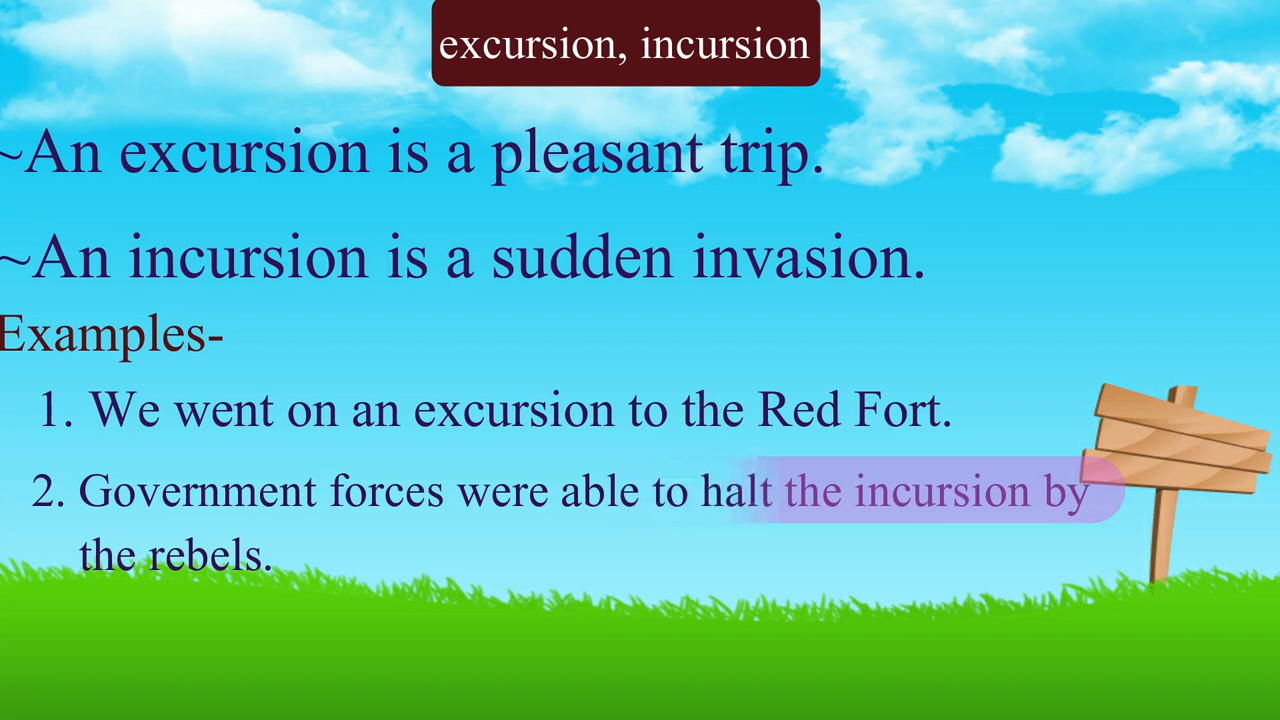 excursion, incursion
~An excursion is a pleasant trip.
~An incursion is a sudden invasion.
Examples-
1. We went on an excursion to the Red Fort.
2. Government forces were able to halt the incursion by
the rebels.